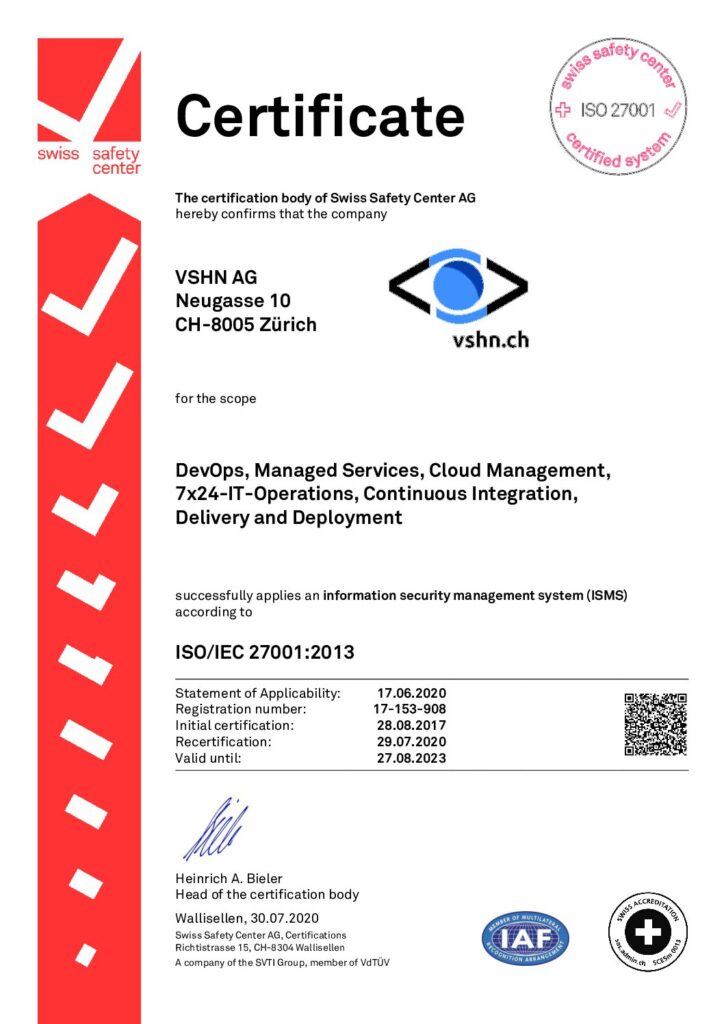 swiss safety
center
Certificate
swiss safety center
ISO 27001
certified system
The certification body of Swiss Safety Center AG
hereby confirms that the company
VSHN AG
Neugasse 10
CH-8005 Zürich
vshn.ch
for the scope
DevOps, Managed Services, Cloud Management,
7x24-IT-Operations, Continuous Integration,
Delivery and Deployment
successfully applies an information security management system (ISMS)
according to
ISO/IEC 27001:2013
Statement of Applicability: 17.06.2020
Registration number: 17-153-908
Initial certification: 28.08.2017
Recertification: 29.07.2020
Valid until: 27.08.2023
Heinrich A. Bieler
Head of the certification body
Wallisellen, 30.07.2020
Swiss Safety Center AG, Certifications
Richtistrasse 15, CH-8304 Wallisellen
A company of the SVTI Group, member of VdTÜV
MEMBER OF MULTILATERAL
IAF
RECOGNITION ARRANGEMENT
SWISS ACCREDITATION
sas.admin.ch SCESm 0013